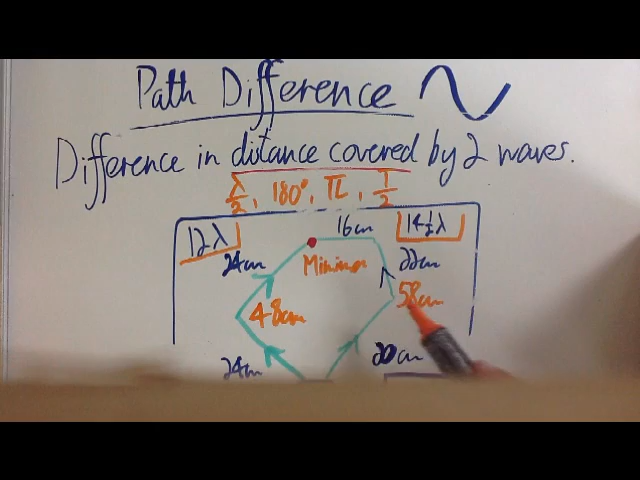 Path Difference
Difference in distance covered by 2 waves.
λ/2, 180°, π, T/2
12λ
16cm
14½λ
24cm
Minimum
22cm
48cm
58cm
24cm
20cm